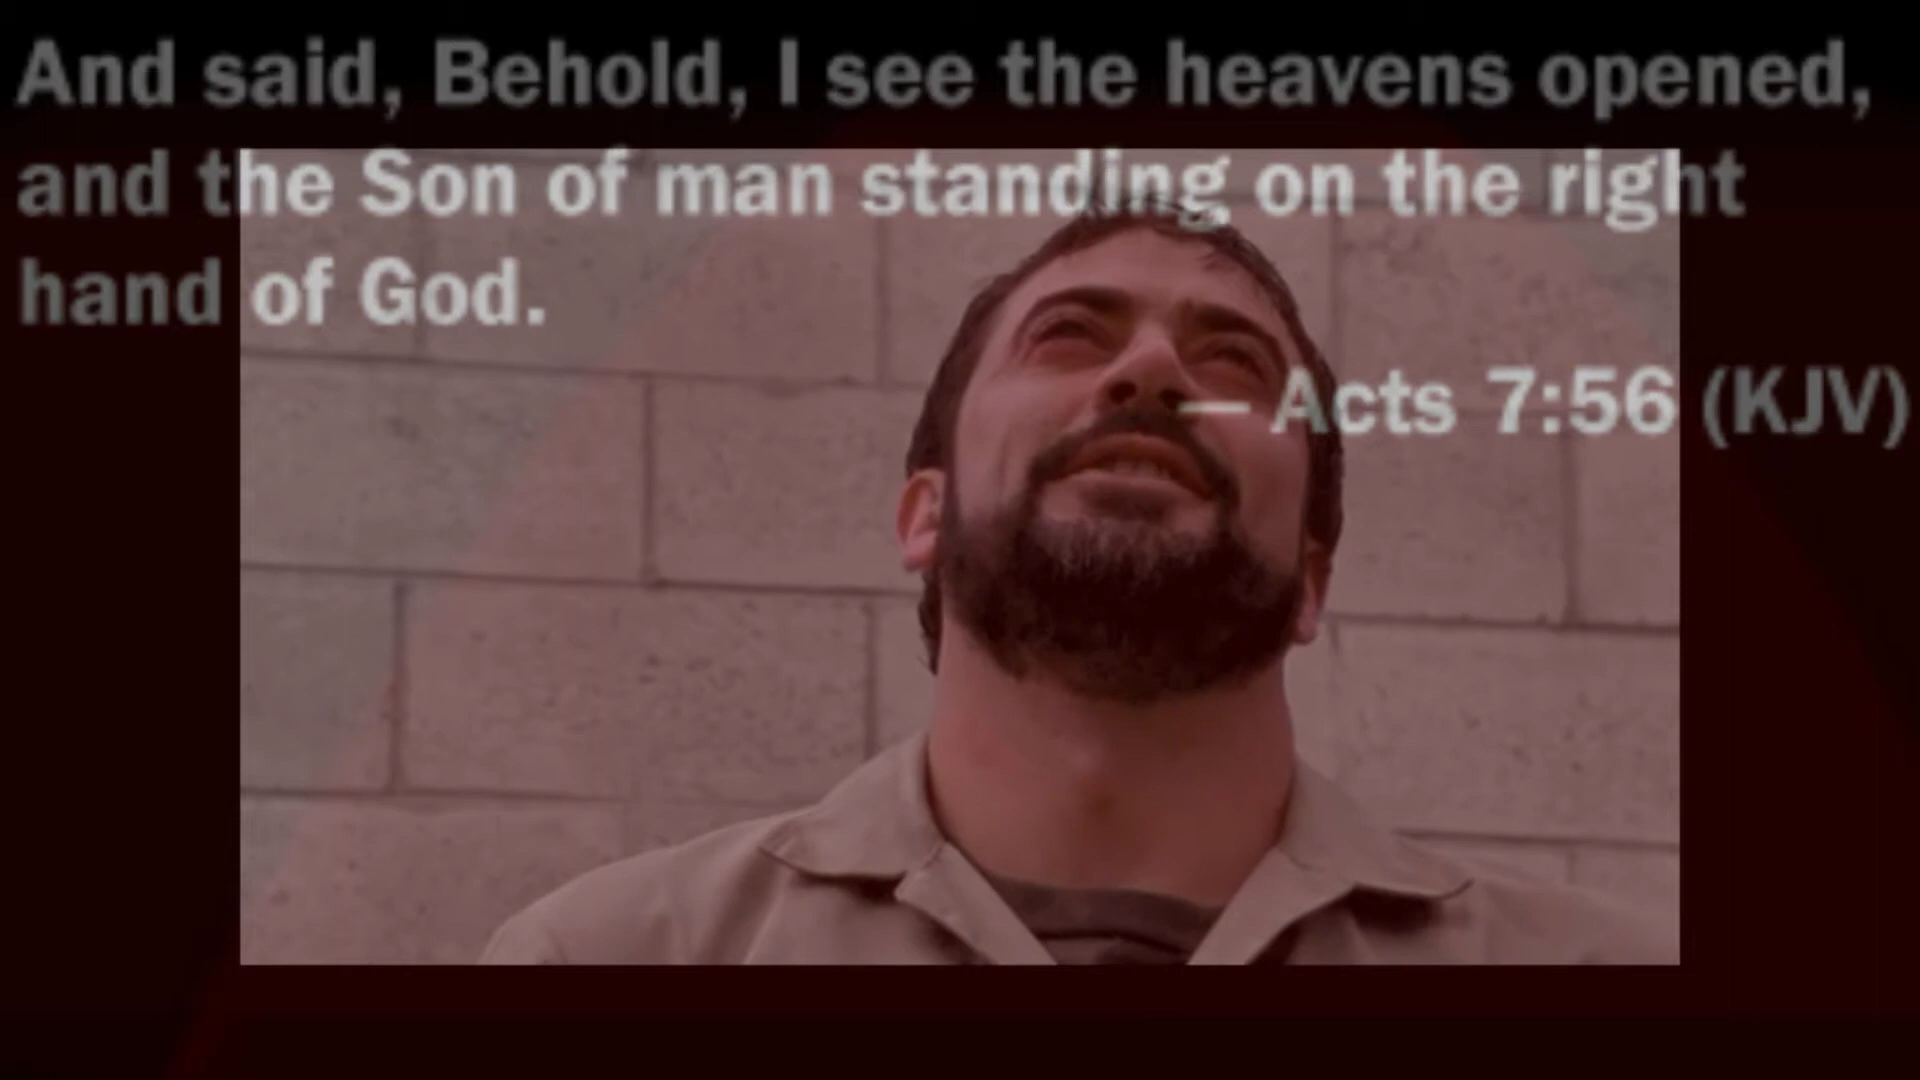 And said, Behold, I see the heavens opened,
and the Son of man standing on the right
hand of God.
— Acts 7:56 (KJV)